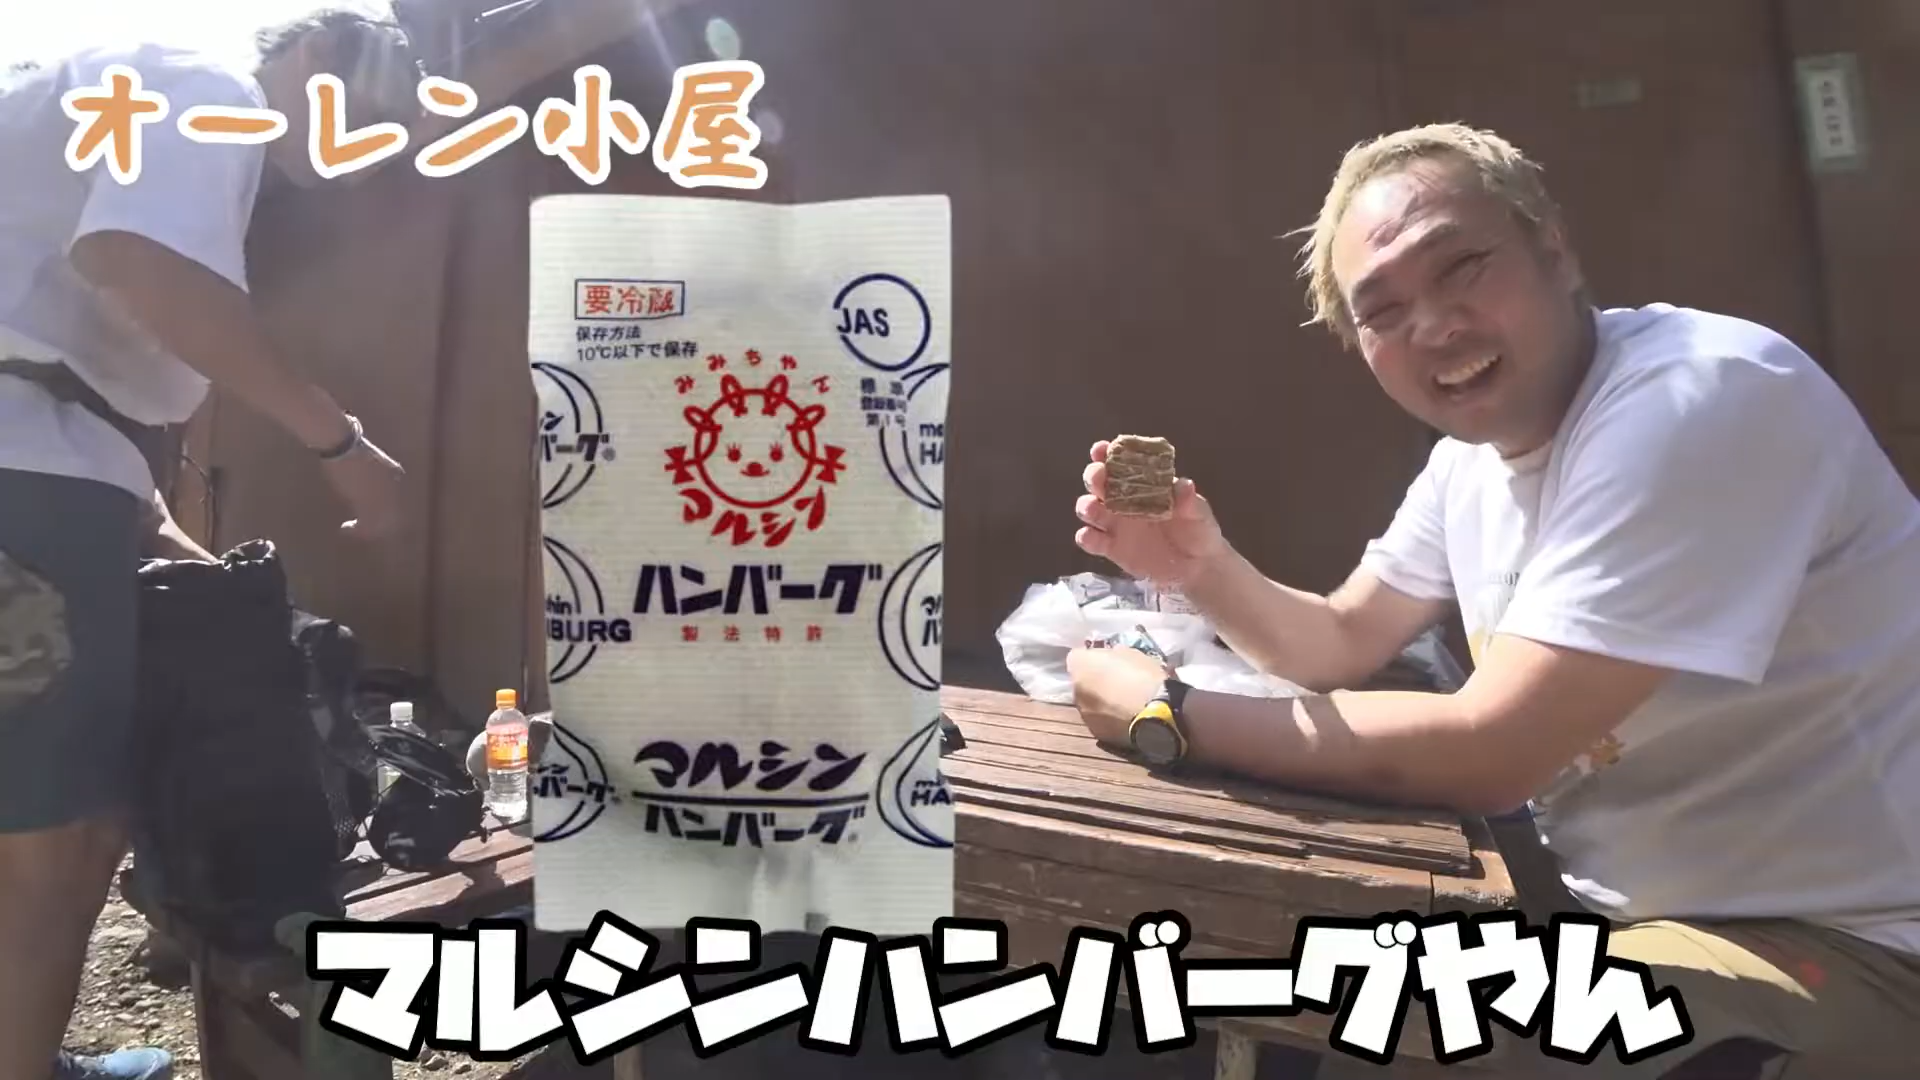 オーレン小屋
要冷蔵
保存方法
10℃以下で保存
JAS
みみちゃて
マルシン
ハンバーグ
製法特許
マルシン
ハンバーグ®
マルシンハンバーグやん